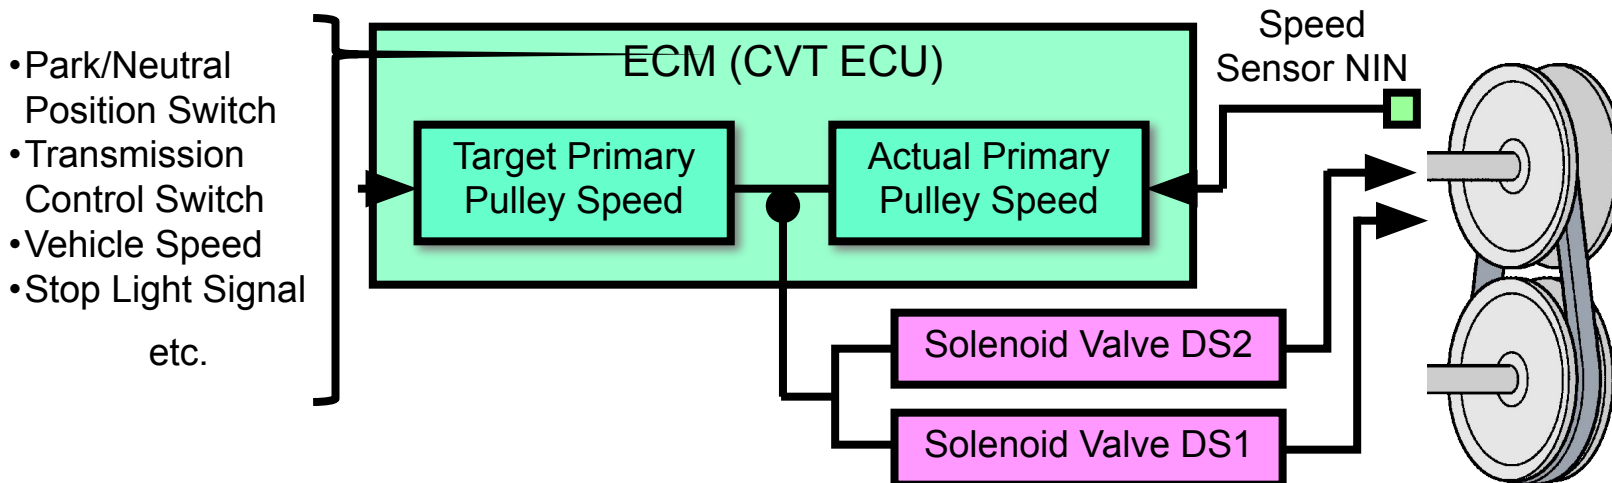 •Park/Neutral
Position Switch
•Transmission
Control Switch
•Vehicle Speed
•Stop Light Signal
etc.
ECM (CVT ECU)
Target Primary
Pulley Speed
Actual Primary
Pulley Speed
Speed
Sensor NIN
Solenoid Valve DS2
Solenoid Valve DS1